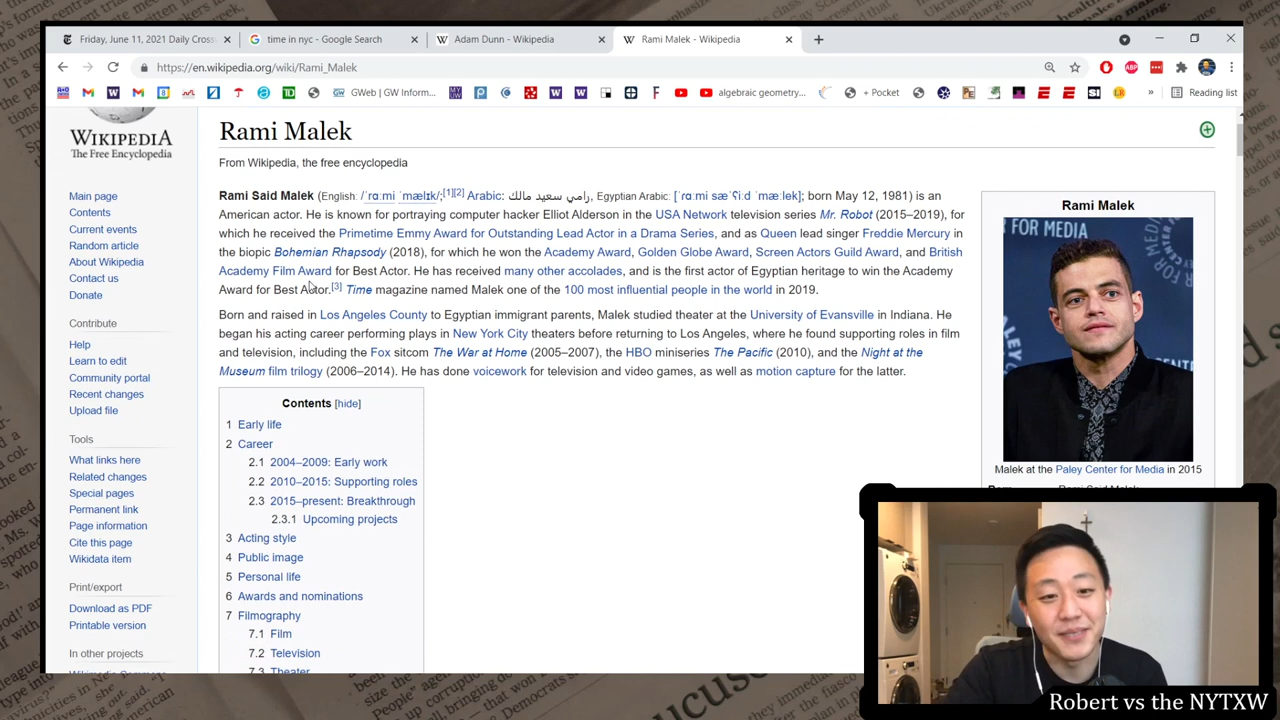 Friday, June 11, 2021 Daily Cross
time in nyc - Google Search
Adam Dunn - Wikipedia
Rami Malek - Wikipedia
https://en.wikipedia.org/wiki/Rami_Malek
GWeb | GW Inform...
algebraic geometry...
+ Pocket
Reading list
WIKIPEDIA
The Free Encyclopedia
Main page
Contents
Current events
Random article
About Wikipedia
Contact us
Donate
Contribute
Help
Learn to edit
Community portal
Recent changes
Upload file
Tools
What links here
Related changes
Special pages
Permanent link
Page information
Cite this page
Wikidata item
Print/export
Download as PDF
Printable version
In other projects
Rami Malek
From Wikipedia, the free encyclopedia
Rami Said Malek (English: /ˈrɑːmi ˈmælɪk/;[1][2] Arabic: رامي سعيد مالك, Egyptian Arabic: [ˈɾɑːmi sæˈʕiːd ˈmæːlek]; born May 12, 1981) is an
American actor. He is known for portraying computer hacker Elliot Alderson in the USA Network television series Mr. Robot (2015–2019), for
which he received the Primetime Emmy Award for Outstanding Lead Actor in a Drama Series, and as Queen lead singer Freddie Mercury in
the biopic Bohemian Rhapsody (2018), for which he won the Academy Award, Golden Globe Award, Screen Actors Guild Award, and British
Academy Film Award for Best Actor. He has received many other accolades, and is the first actor of Egyptian heritage to win the Academy
Award for Best Actor.[3] Time magazine named Malek one of the 100 most influential people in the world in 2019.
Born and raised in Los Angeles County to Egyptian immigrant parents, Malek studied theater at the University of Evansville in Indiana. He
began his acting career performing plays in New York City theaters before returning to Los Angeles, where he found supporting roles in film
and television, including the Fox sitcom The War at Home (2005–2007), the HBO miniseries The Pacific (2010), and the Night at the
Museum film trilogy (2006–2014). He has done voicework for television and video games, as well as motion capture for the latter.
Contents [hide]
1 Early life
2 Career
2.1 2004–2009: Early work
2.2 2010–2015: Supporting roles
2.3 2015–present: Breakthrough
2.3.1 Upcoming projects
3 Acting style
4 Public image
5 Personal life
6 Awards and nominations
7 Filmography
7.1 Film
7.2 Television
7.3 Theater
Rami Malek
FOR MEDIA
Malek at the Paley Center for Media in 2015
Robert vs the NYTXW